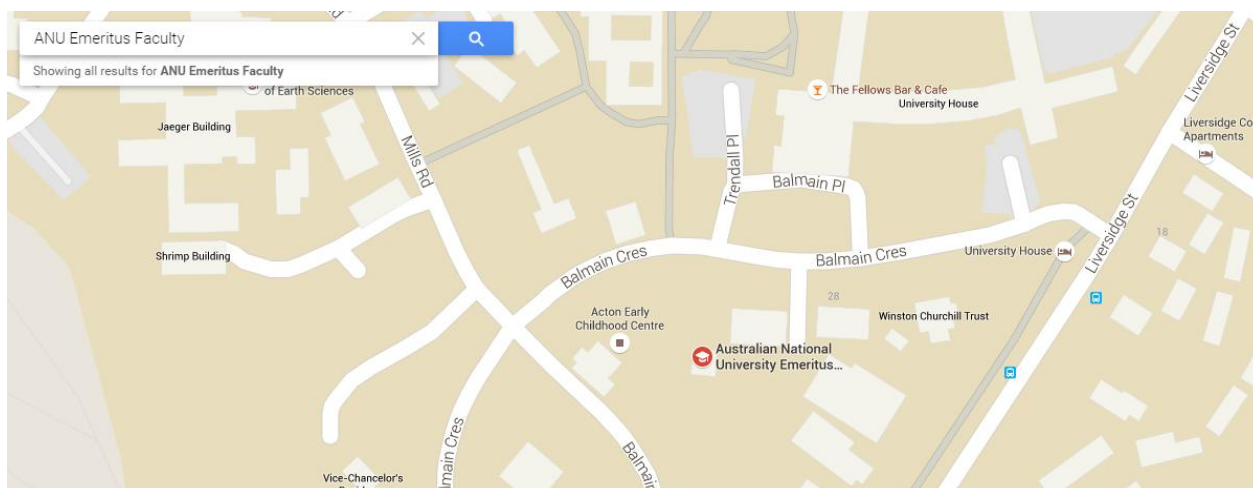 ANU Emeritus Faculty
Showing all results for ANU Emeritus Faculty
of Earth Sciences
Jaeger Building
Mills Rd
Shrimp Building
The Fellows Bar & Cafe
University House
Liversidge St
Liversidge Co
Apartments
Trendall Pl
Balmain Pl
Balmain Cres
Balmain Cres
University House
18
Liversidge St
28
Acton Early
Childhood Centre
Winston Churchill Trust
Australian National
University Emeritus...
Balmain
Vice-Chancelor's